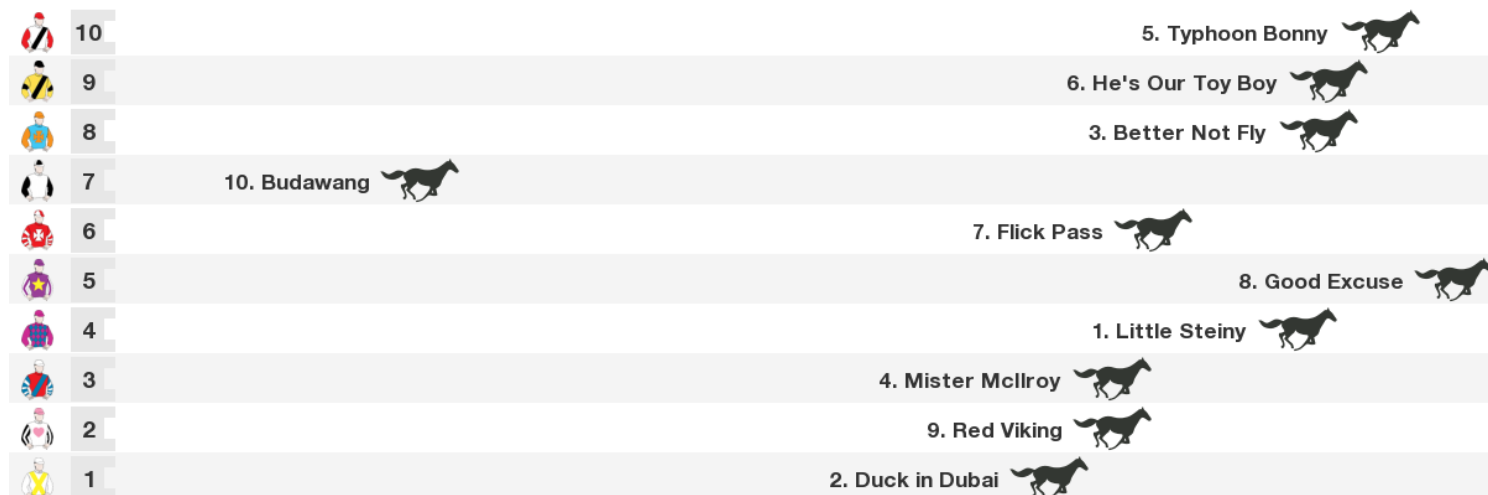 10 5. Typhoon Bonny
9 6. He's Our Toy Boy
8 3. Better Not Fly
7 10. Budawang
6 7. Flick Pass
5 8. Good Excuse
4 1. Little Steiny
3 4. Mister McIlroy
2 9. Red Viking
1 2. Duck in Dubai